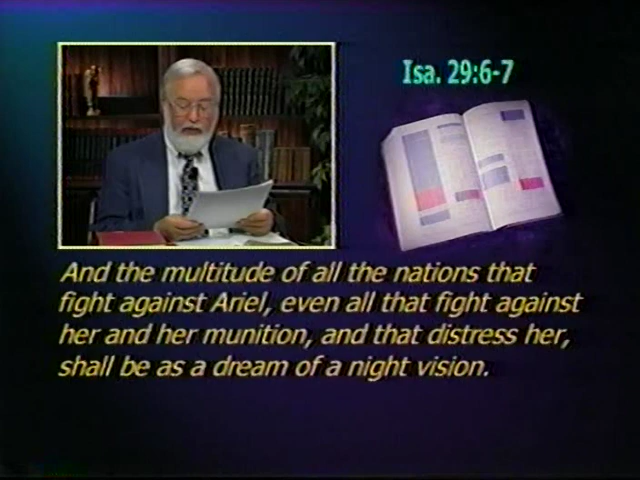 Isa. 29:6-7
And the multitude of all the nations that
fight against Ariel, even all that fight against
her and her munition, and that distress her,
shall be as a dream of a night vision.